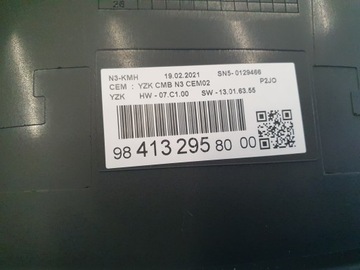 26
N3-KMH 19.02.2021 SN5-0129466
CEM : YZK CMB N3 CEM02 P2JO
YZK HW -07.C1.00 SW -13.01.63.55
98 413 295 80 00